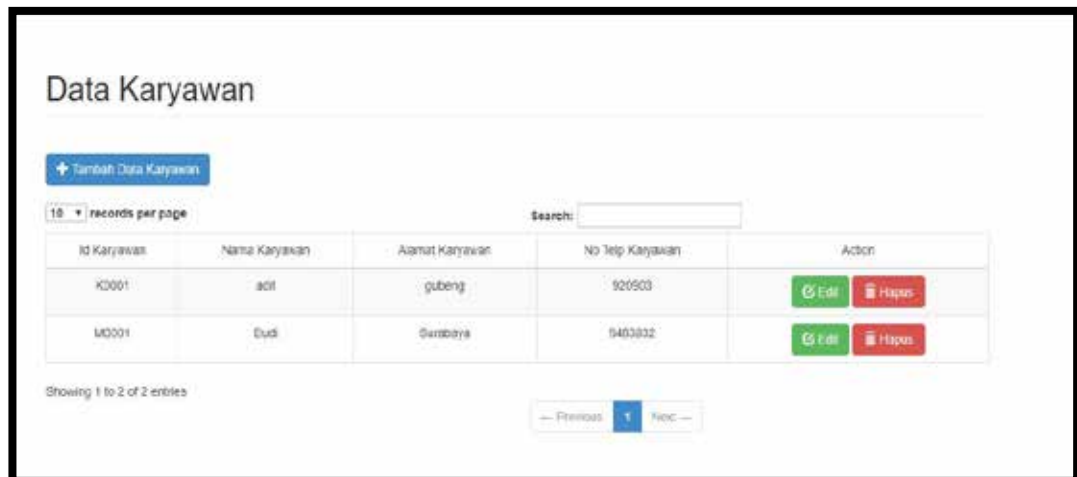 Data Karyawan
Tambah Data Karyawan
10 records per page Search:
Id Karyawan Nama Karyawan Alamat Karyawan No Telp Karyawan Action
K0001 adit gubeng 920903 Edit Hapus
M0001 Budi Surabaya Edit Hapus
Showing 1 to 2 of 2 entries
← Previous 1 Next →